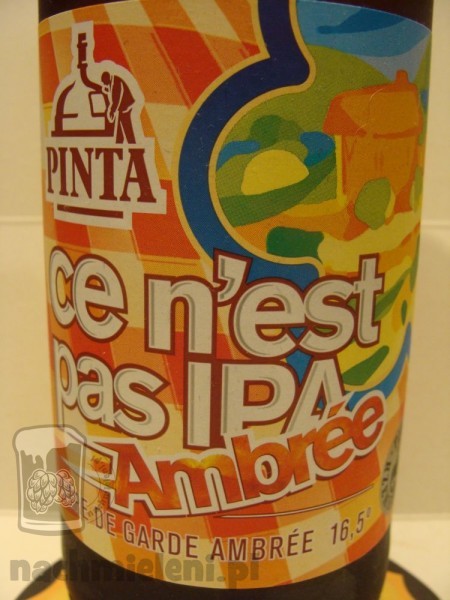 PINTA
ce n'est
pas IPA
Ambrée
DE GARDE AMBRÉE 16,5°
nachmieleni.pl